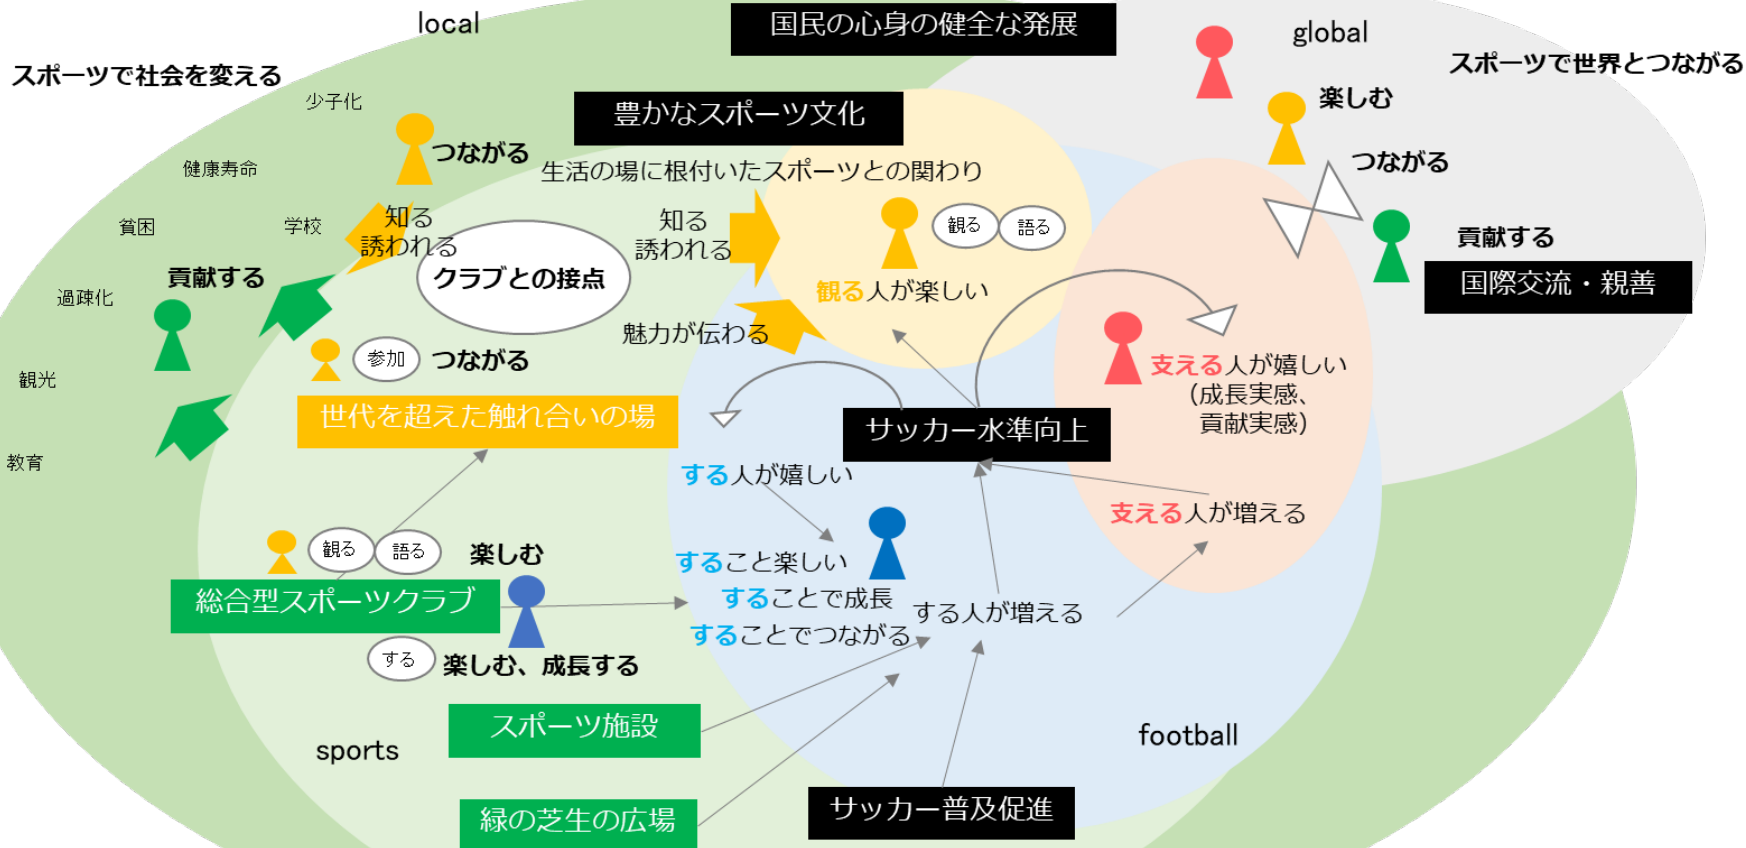 local
国民の心身の健全な発展
global
スポーツで社会を変える
スポーツで世界とつながる
少子化
楽しむ
豊かなスポーツ文化
つながる
つながる
健康寿命
生活の場に根付いたスポーツとの関わり
貧困
学校
知る
誘われる
知る
誘われる
観る
語る
貢献する
国際交流・親善
貢献する
クラブとの接点
過疎化
観る人が楽しい
魅力が伝わる
参加
つながる
観光
支える人が嬉しい
(成長実感、
貢献実感)
世代を超えた触れ合いの場
サッカー水準向上
教育
する人が嬉しい
支える人が増える
観る
語る
楽しむ
すること楽しい
総合型スポーツクラブ
することで成長
する人が増える
することでつながる
する
楽しむ、成長する
スポーツ施設
sports
football
緑の芝生の広場
サッカー普及促進